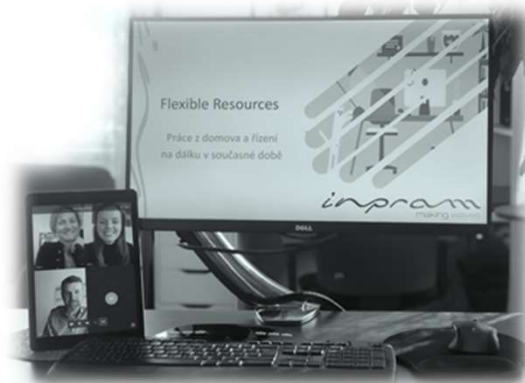 Flexible Resources
Práce z domova a řízení
na dálku v současné době
inpram
making waves
DELL